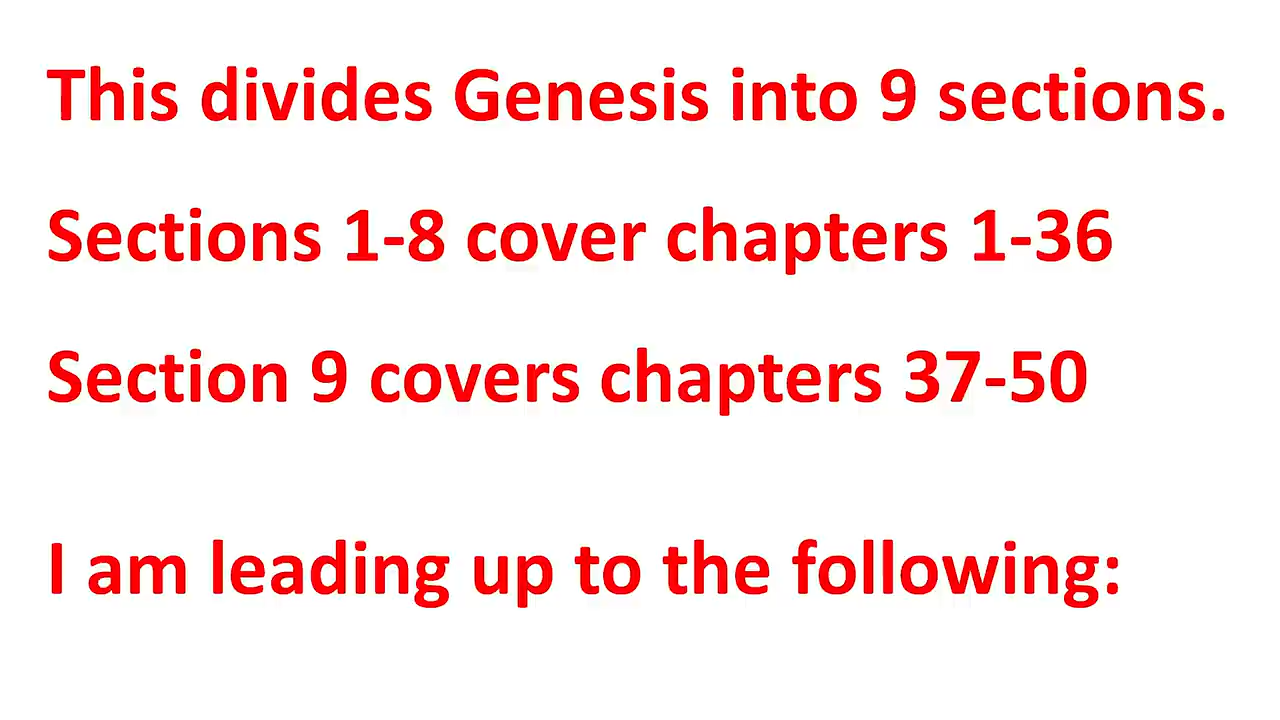 This divides Genesis into 9 sections.
Sections 1-8 cover chapters 1-36
Section 9 covers chapters 37-50
I am leading up to the following: